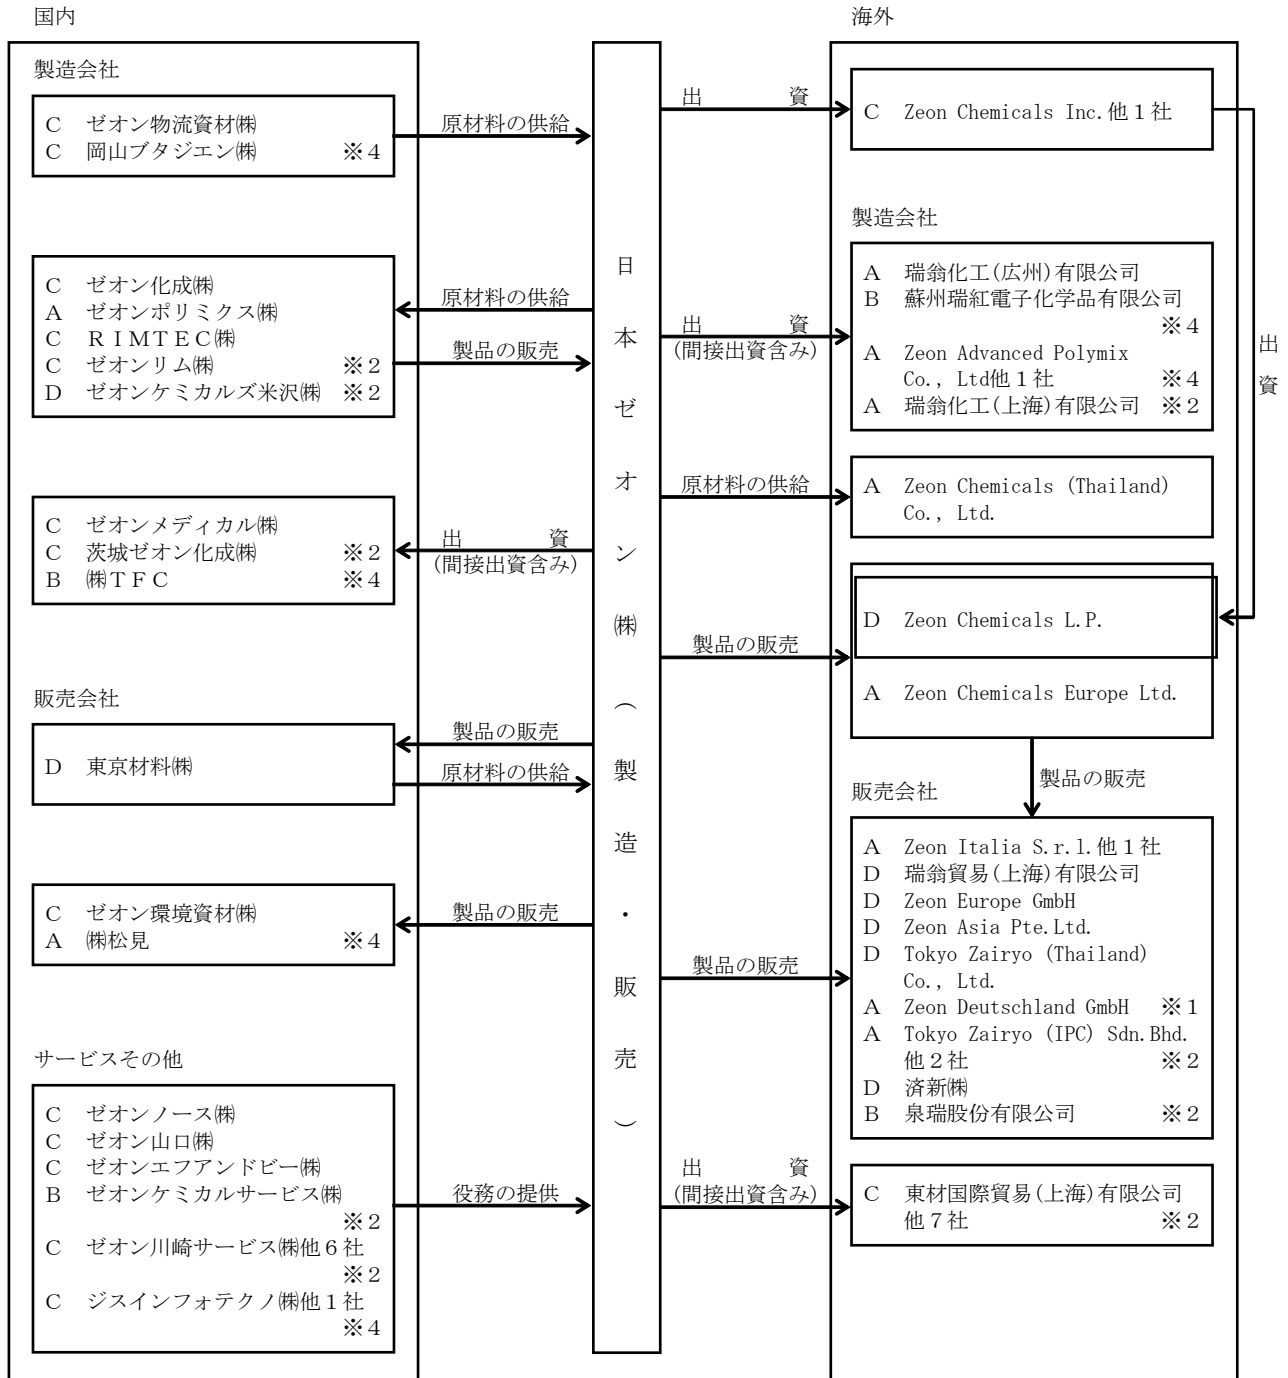 国内
製造会社
C ゼオン物流資材㈱
C 岡山ブタジエン㈱ ※４
原材料の供給
C ゼオン化成㈱
A ゼオンポリミクス㈱
C ＲＩＭＴＥＣ㈱
C ゼオンリム㈱ ※２
D ゼオンケミカルズ米沢㈱ ※２
原材料の供給
製品の販売
C ゼオンメディカル㈱
C 茨城ゼオン化成㈱ ※２
B ㈱ＴＦＣ ※４
出 資
(間接出資含み)
販売会社
D 東京材料㈱
製品の販売
原材料の供給
C ゼオン環境資材㈱
A ㈱松見 ※４
製品の販売
サービスその他
C ゼオンノース㈱
C ゼオン山口㈱
C ゼオンエフアンドビー㈱
B ゼオンケミカルサービス㈱
※２
C ゼオン川崎サービス㈱他６社
※２
C ジスインフォテクノ㈱他１社
※４
役務の提供
日本ゼオン㈱（製造・販売）
海外
出 資
C Zeon Chemicals Inc.他１社
出資
製造会社
A 瑞翁化工(広州)有限公司
B 蘇州瑞紅電子化学品有限公司
※４
A Zeon Advanced Polymix
Co., Ltd他１社 ※４
A 瑞翁化工(上海)有限公司 ※２
出 資
(間接出資含み)
原材料の供給
A Zeon Chemicals (Thailand)
Co., Ltd.
D Zeon Chemicals L.P.
製品の販売
A Zeon Chemicals Europe Ltd.
製品の販売
販売会社
A Zeon Italia S.r.l.他１社
D 瑞翁貿易(上海)有限公司
D Zeon Europe GmbH
D Zeon Asia Pte.Ltd.
D Tokyo Zairyo (Thailand)
Co., Ltd.
A Zeon Deutschland GmbH ※１
A Tokyo Zairyo (IPC) Sdn.Bhd.
他２社 ※２
D 済新㈱
B 泉瑞股份有限公司 ※２
製品の販売
出 資
(間接出資含み)
C 東材国際貿易(上海)有限公司
他７社 ※２